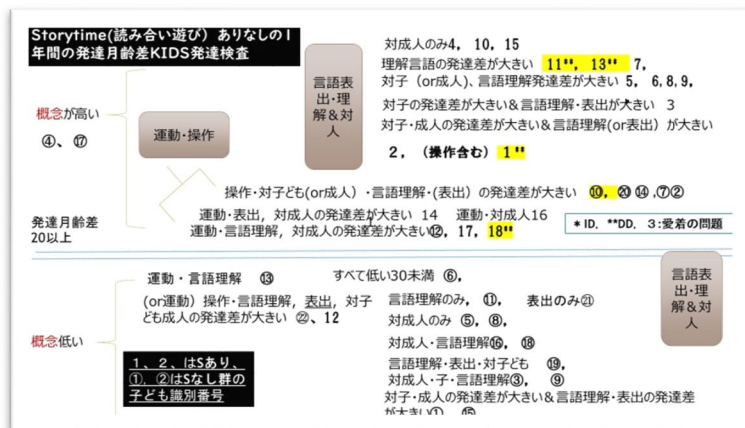 Storytime(読み合い遊び) ありなしの1
年間の発達月齢差KIDS発達検査
概念が高い
④、⑰
運動・操作
言語表
出・理
解&対
人
対成人のみ4, 10, 15
理解言語の発達差が大きい 11**, 13** 7,
対子(or成人)、言語理解発達差が大きい 5, 6,8,9,
対子の発達差が大きい&言語理解・表出が大きい 3
対子・成人の発達差が大きい&言語理解(or表出)が大きい
2, (操作含む) 1**
操作・対子ども(or成人)・言語理解・(表出)の発達差が大きい ⑩, ⑳ ⑭ ,⑦②
運動・表出, 対成人の発達差が大きい 14 運動・対成人16
運動・言語理解, 対成人の発達差が大きい⑫, 17, 18**
発達月齢差
20以上
*ID. **DD. 3:愛着の問題
運動・言語理解 ⑬
すべて低い30未満 ⑥,
(or運動)操作・言語理解, 表出, 対子
ども成人の発達差が大きい ㉒、12
概念低い
言語理解のみ, ⑪, 表出のみ㉑
対成人のみ ⑤, ⑧,
対成人・言語理解⑯, ⑱
言語理解・表出・対子ども ⑲,
対成人・子・言語理解③, ⑨
対子・成人の発達差が大きい&言語理解・表出の発達差
が大きい① ⑮
言語表
出・理
解&対
人
1、2、はSあり、
①. ②はSなし群の
子ども識別番号